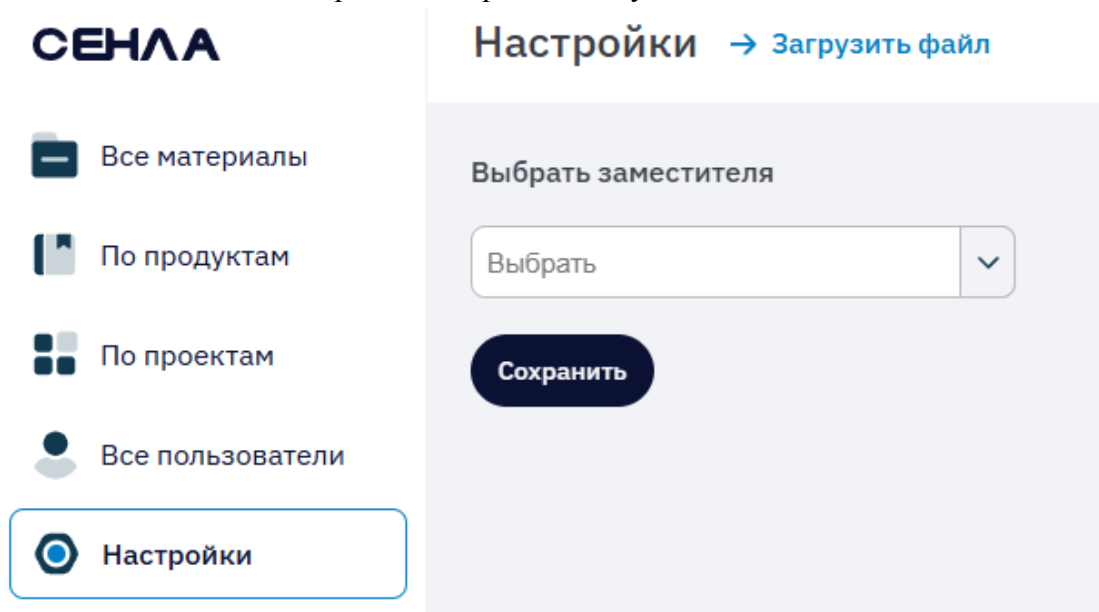 СЕНЛА
Настройки → Загрузить файл
Все материалы
По продуктам
По проектам
Все пользователи
Настройки
Выбрать заместителя
Выбрать
Сохранить